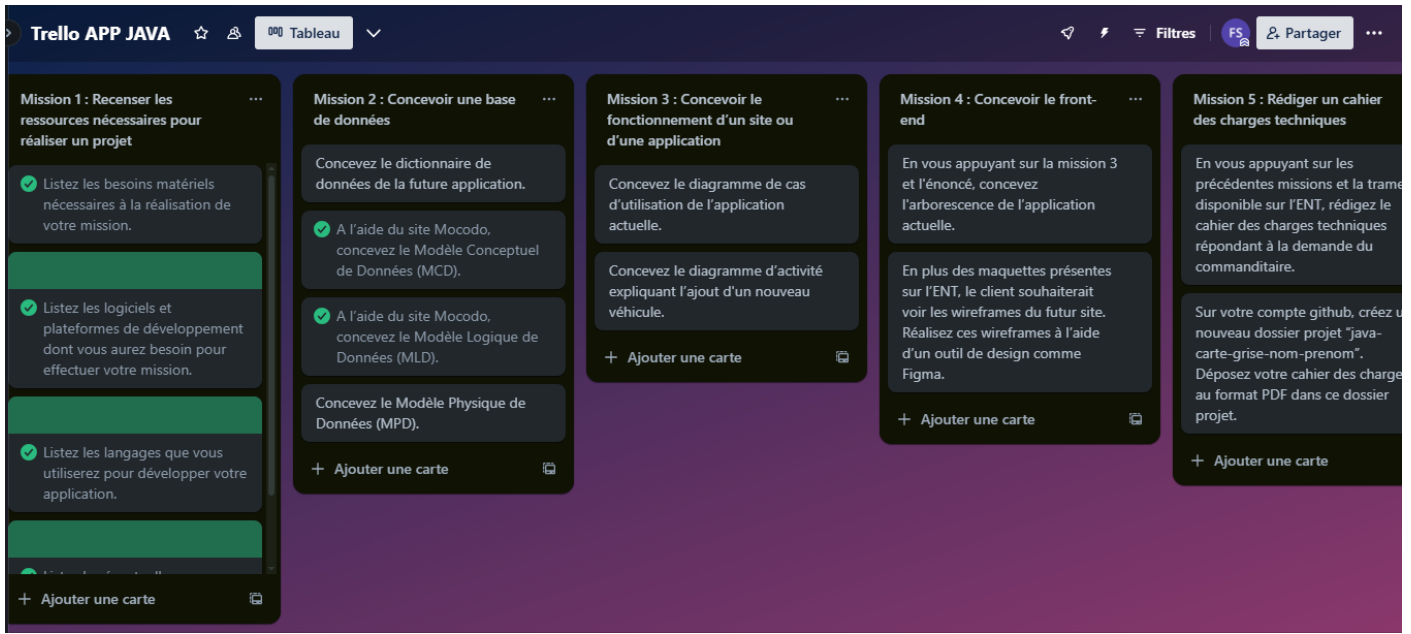 Trello APP JAVA
Tableau
Filtres
FS
Partager
Mission 1 : Recenser les
ressources nécessaires pour
réaliser un projet
Listez les besoins matériels
nécessaires à la réalisation de
votre mission.
Listez les logiciels et
plateformes de développement
dont vous aurez besoin pour
effectuer votre mission.
Listez les langages que vous
utiliserez pour développer votre
application.
Ajouter une carte
Mission 2 : Concevoir une base
de données
Concevez le dictionnaire de
données de la future application.
A l’aide du site Mocodo,
concevez le Modèle Conceptuel
de Données (MCD).
A l’aide du site Mocodo,
concevez le Modèle Logique de
Données (MLD).
Concevez le Modèle Physique de
Données (MPD).
Ajouter une carte
Mission 3 : Concevoir le
fonctionnement d’un site ou
d’une application
Concevez le diagramme de cas
d’utilisation de l’application
actuelle.
Concevez le diagramme d’activité
expliquant l’ajout d’un nouveau
véhicule.
Ajouter une carte
Mission 4 : Concevoir le front-
end
En vous appuyant sur la mission 3
et l'énoncé, concevez
l’arborescence de l’application
actuelle.
En plus des maquettes présentes
sur l’ENT, le client souhaiterait
voir les wireframes du futur site.
Réalisez ces wireframes à l’aide
d’un outil de design comme
Figma.
Ajouter une carte
Mission 5 : Rédiger un cahier
des charges techniques
En vous appuyant sur les
précédentes missions et la trame
disponible sur l’ENT, rédigez le
cahier des charges techniques
répondant à la demande du
commanditaire.
Sur votre compte github, créez u
nouveau dossier projet “java-
carte-grise-nom-prenom”.
Déposez votre cahier des charge
au format PDF dans ce dossier
projet.
Ajouter une carte